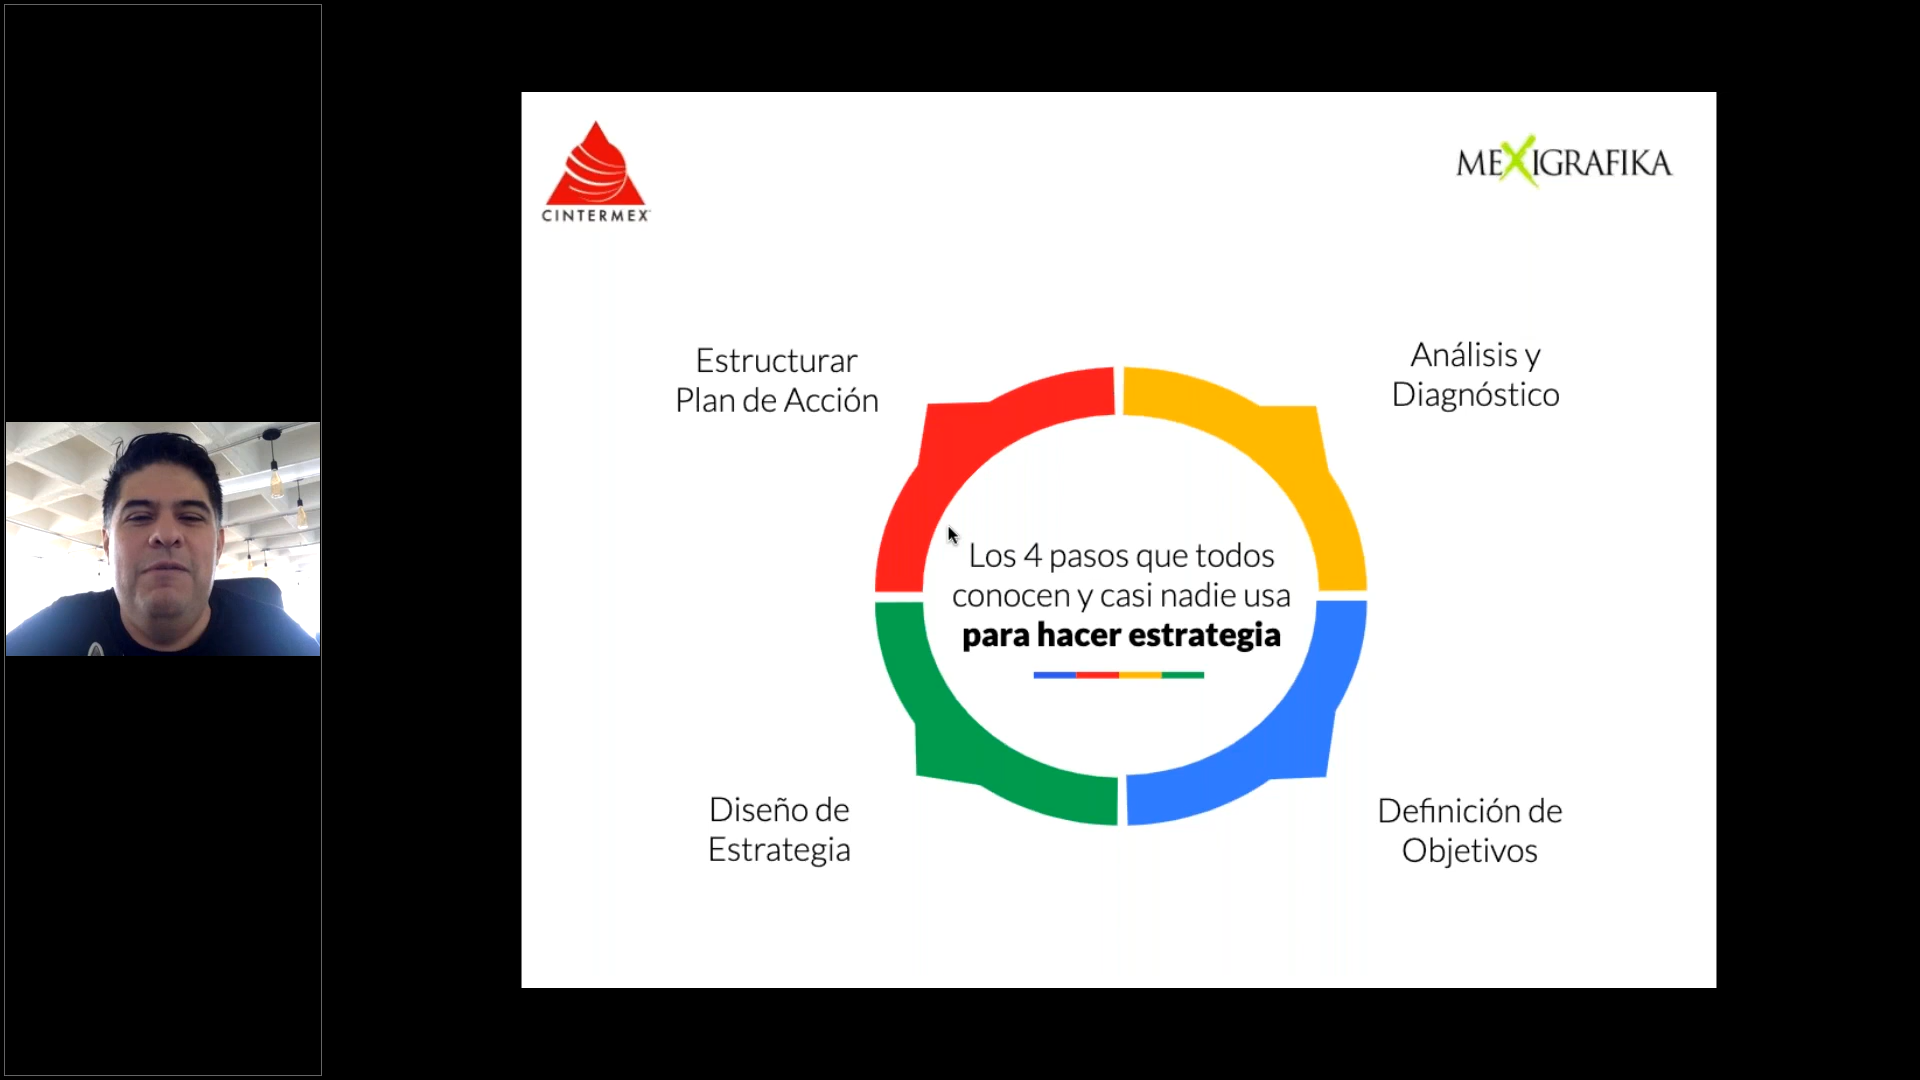 CINTERMEX
MEXIGRAFIKA
Estructurar
Plan de Acción
Análisis y
Diagnóstico
Los 4 pasos que todos
conocen y casi nadie usa
para hacer estrategia
Diseño de
Estrategia
Definición de
Objetivos